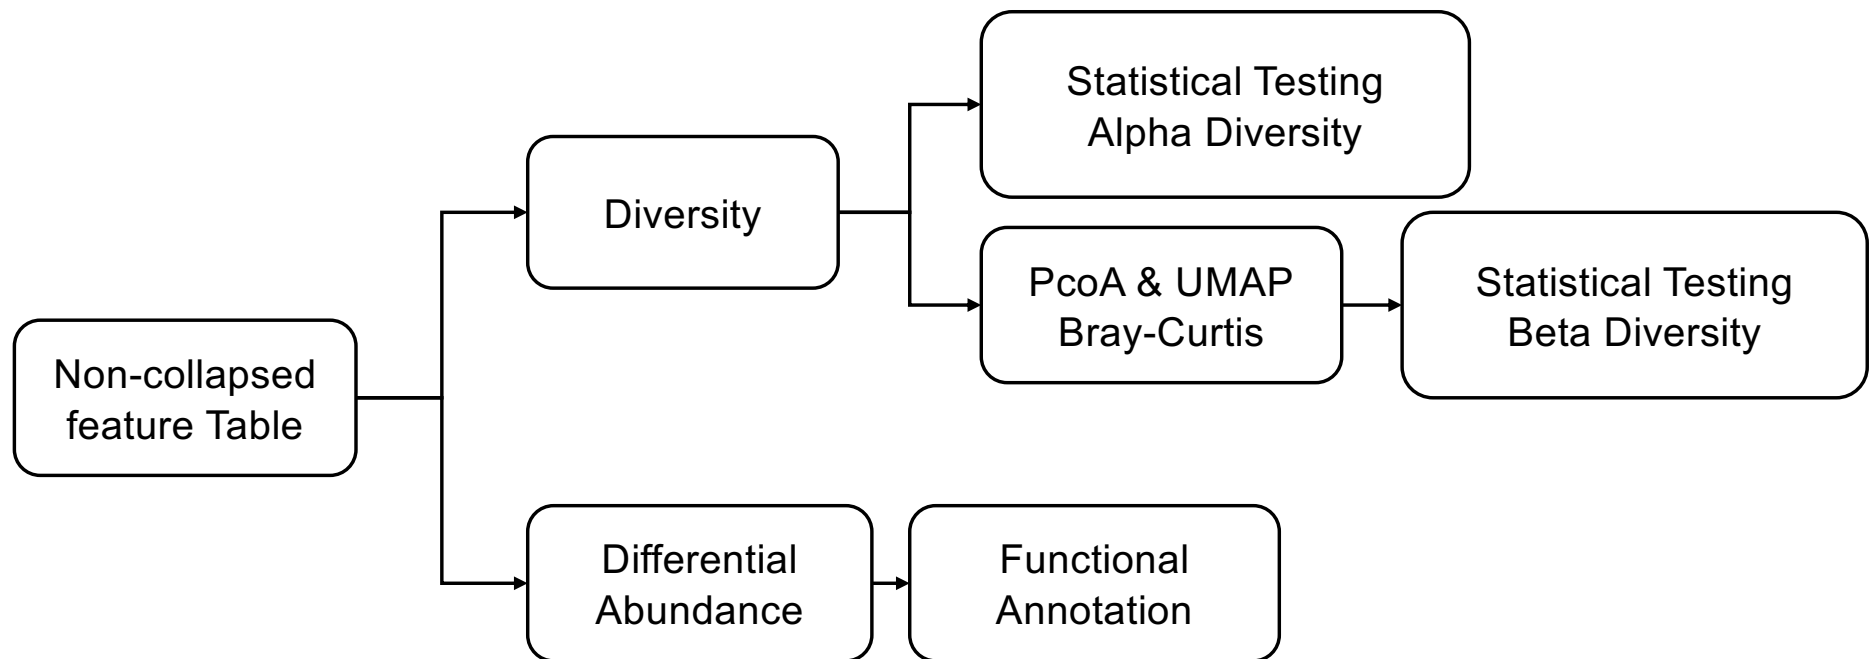 Non-collapsed
feature Table
Diversity
Statistical Testing
Alpha Diversity
PcoA & UMAP
Bray-Curtis
Statistical Testing
Beta Diversity
Differential
Abundance
Functional
Annotation